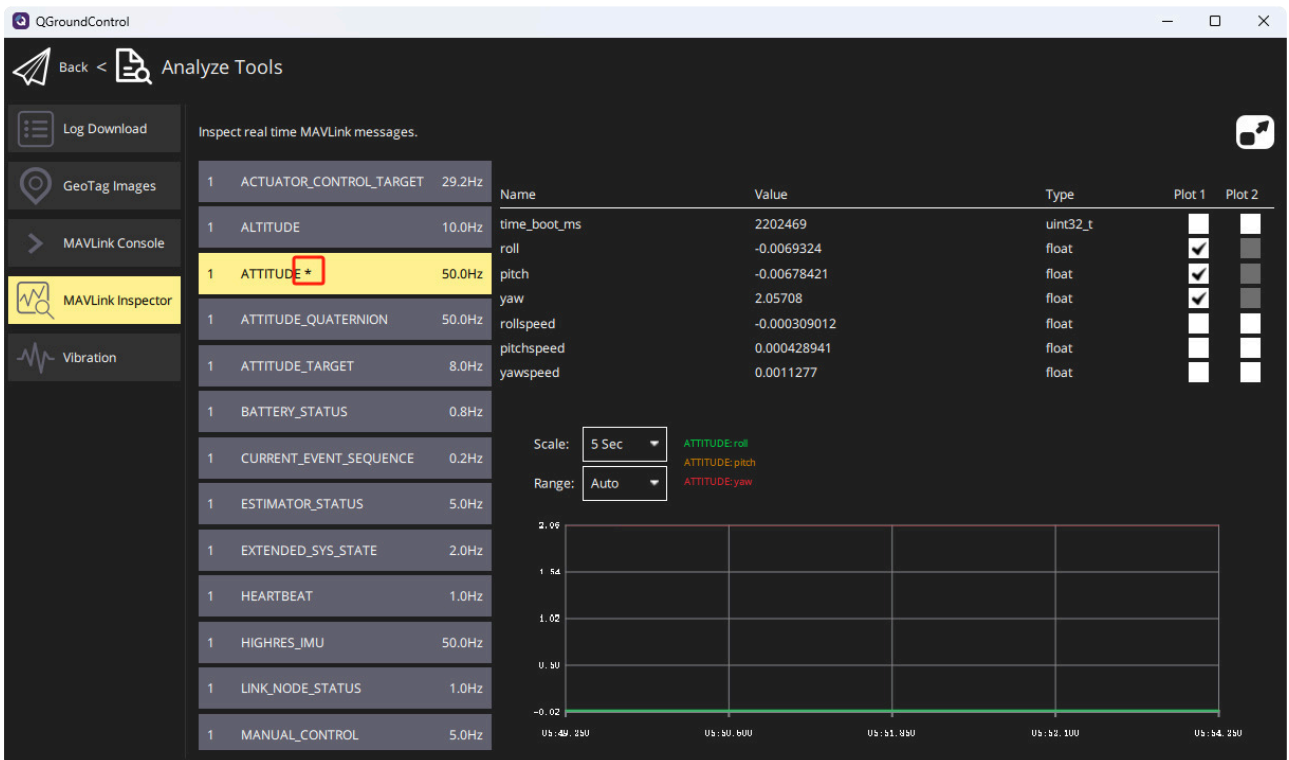 QGroundControl
Back < Analyze Tools
Log Download
GeoTag Images
MAVLink Console
MAVLink Inspector
Vibration
Inspect real time MAVLink messages.
1 ACTUATOR_CONTROL_TARGET 29.2Hz
1 ALTITUDE 10.0Hz
1 ATTITUDE * 50.0Hz
1 ATTITUDE_QUATERNION 50.0Hz
1 ATTITUDE_TARGET 8.0Hz
1 BATTERY_STATUS 0.8Hz
1 CURRENT_EVENT_SEQUENCE 0.2Hz
1 ESTIMATOR_STATUS 5.0Hz
1 EXTENDED_SYS_STATE 2.0Hz
1 HEARTBEAT 1.0Hz
1 HIGHRES_IMU 50.0Hz
1 LINK_NODE_STATUS 1.0Hz
1 MANUAL_CONTROL 5.0Hz
Name Value Type Plot 1 Plot 2
time_boot_ms 2202469 uint32_t
roll -0.0069324 float
pitch -0.00678421 float
yaw 2.05708 float
rollspeed -0.000309012 float
pitchspeed 0.000428941 float
yawspeed 0.0011277 float
Scale: 5 Sec
Range: Auto
ATTITUDE: roll
ATTITUDE: pitch
ATTITUDE: yaw
2.06
1.54
1.02
0.50
-0.02
05:49.250 05:50.600 05:51.850 05:52.100 05:54.250